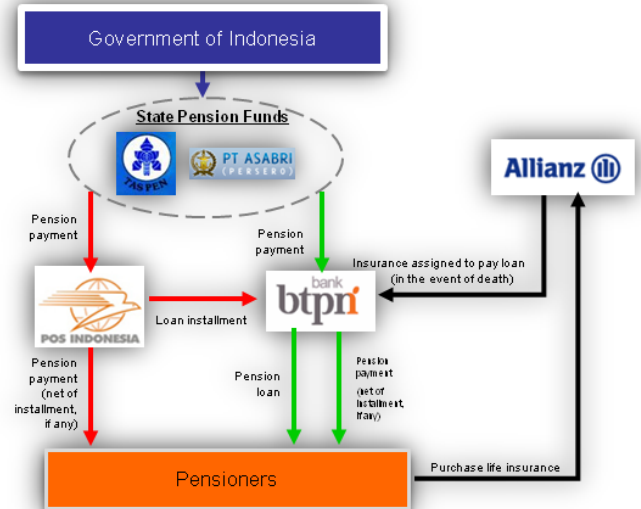 Government of Indonesia
State Pension Funds
TASPEN
PT ASABRI
(PERSERO)
Allianz
Pension
payment
Pension
payment
Insurance assigned to pay loan
(in the event of death)
POS INDONESIA
Loan installment
bank
btpn
Pension
payment
(net of
installment,
if any)
Pension
loan
Pension
payment
(net of
installment,
if any)
Pensioners
Purchase life insurance